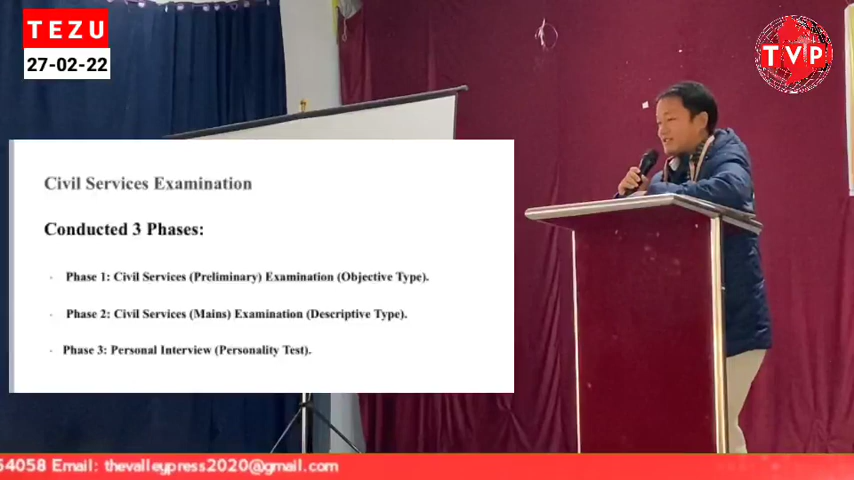 TEZU
27-02-22
TVP
Civil Services Examination
Conducted 3 Phases:
Phase 1: Civil Services (Preliminary) Examination (Objective Type).
Phase 2: Civil Services (Mains) Examination (Descriptive Type).
Phase 3: Personal Interview (Personality Test).
54058 Email: thevalleypress2020@gmail.com